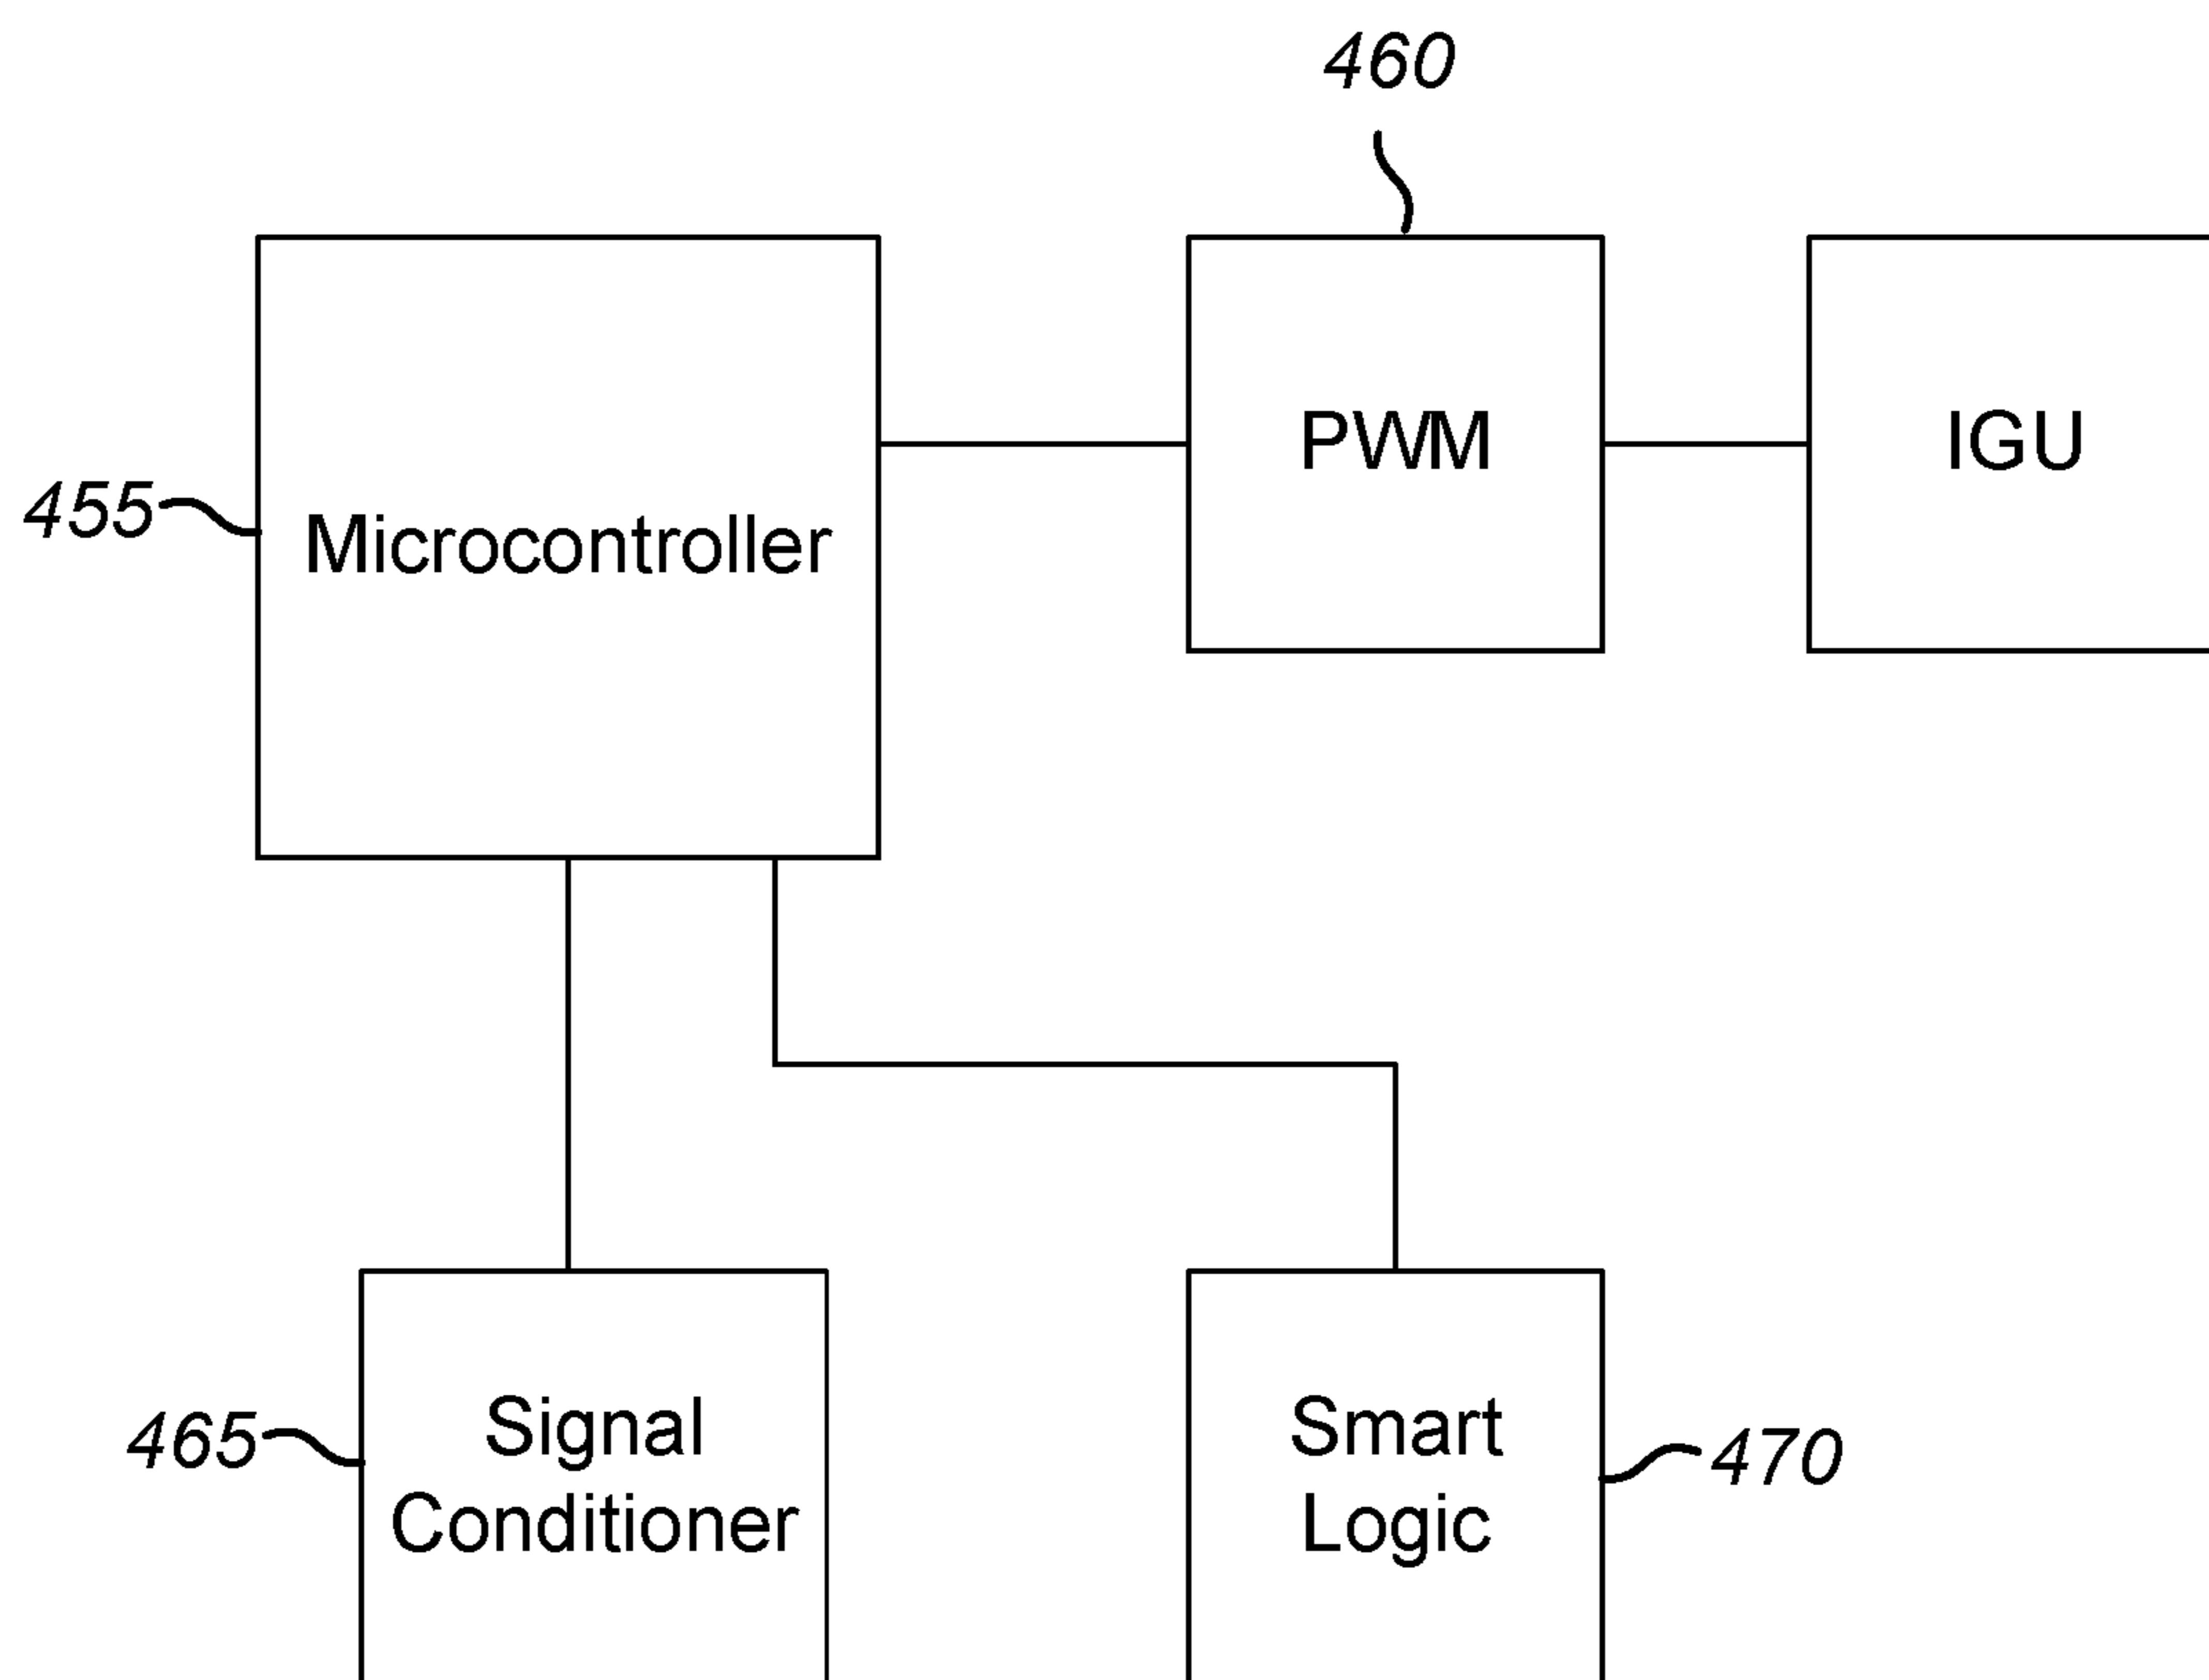 460
PWM
IGU
455
Microcontroller
465
Signal
Conditioner
Smart
Logic
470